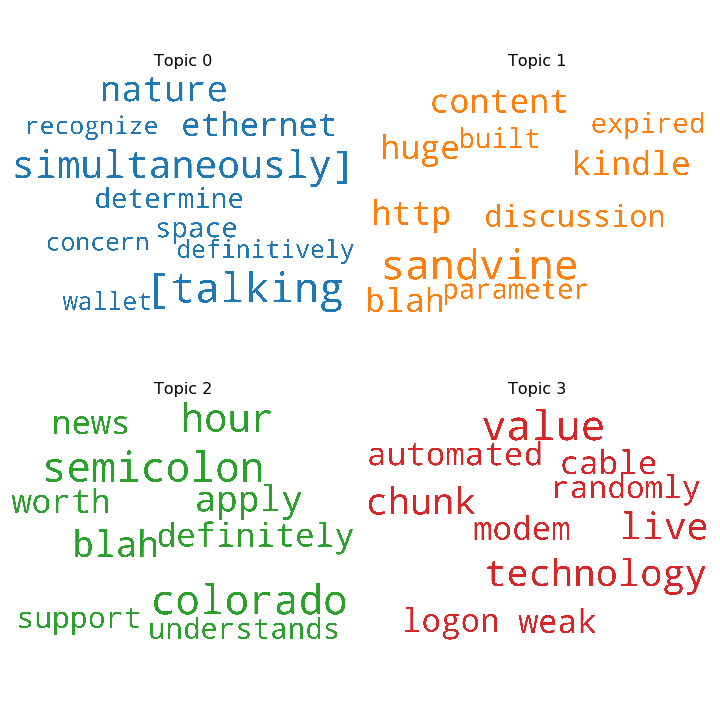 Topic 0
nature
recognize ethernet
simultaneously]
determine
space
concern definitively
[talking
wallet
Topic 1
content
expired
built
huge
kindle
http discussion
sandvine
parameter
blah
Topic 2
hour
news
semicolon
worth apply
definitely
blah
colorado
support
understands
Topic 3
value
automated
cable
randomly
chunk
live
modem
technology
logon weak